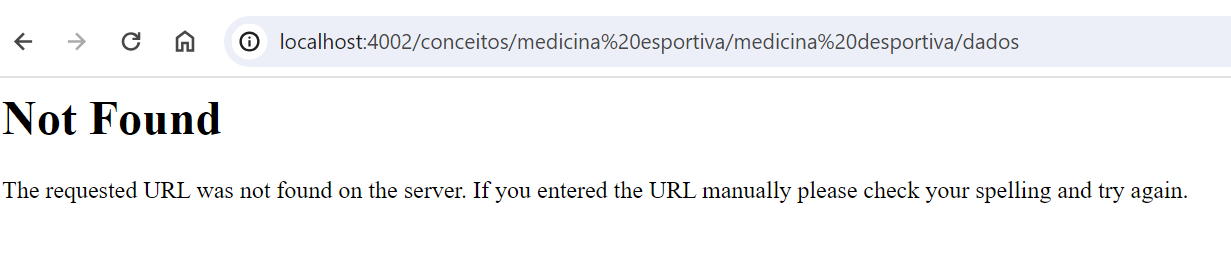 localhost:4002/conceitos/medicina%20esportiva/medicina%20desportiva/dados
Not Found
The requested URL was not found on the server. If you entered the URL manually please check your spelling and try again.